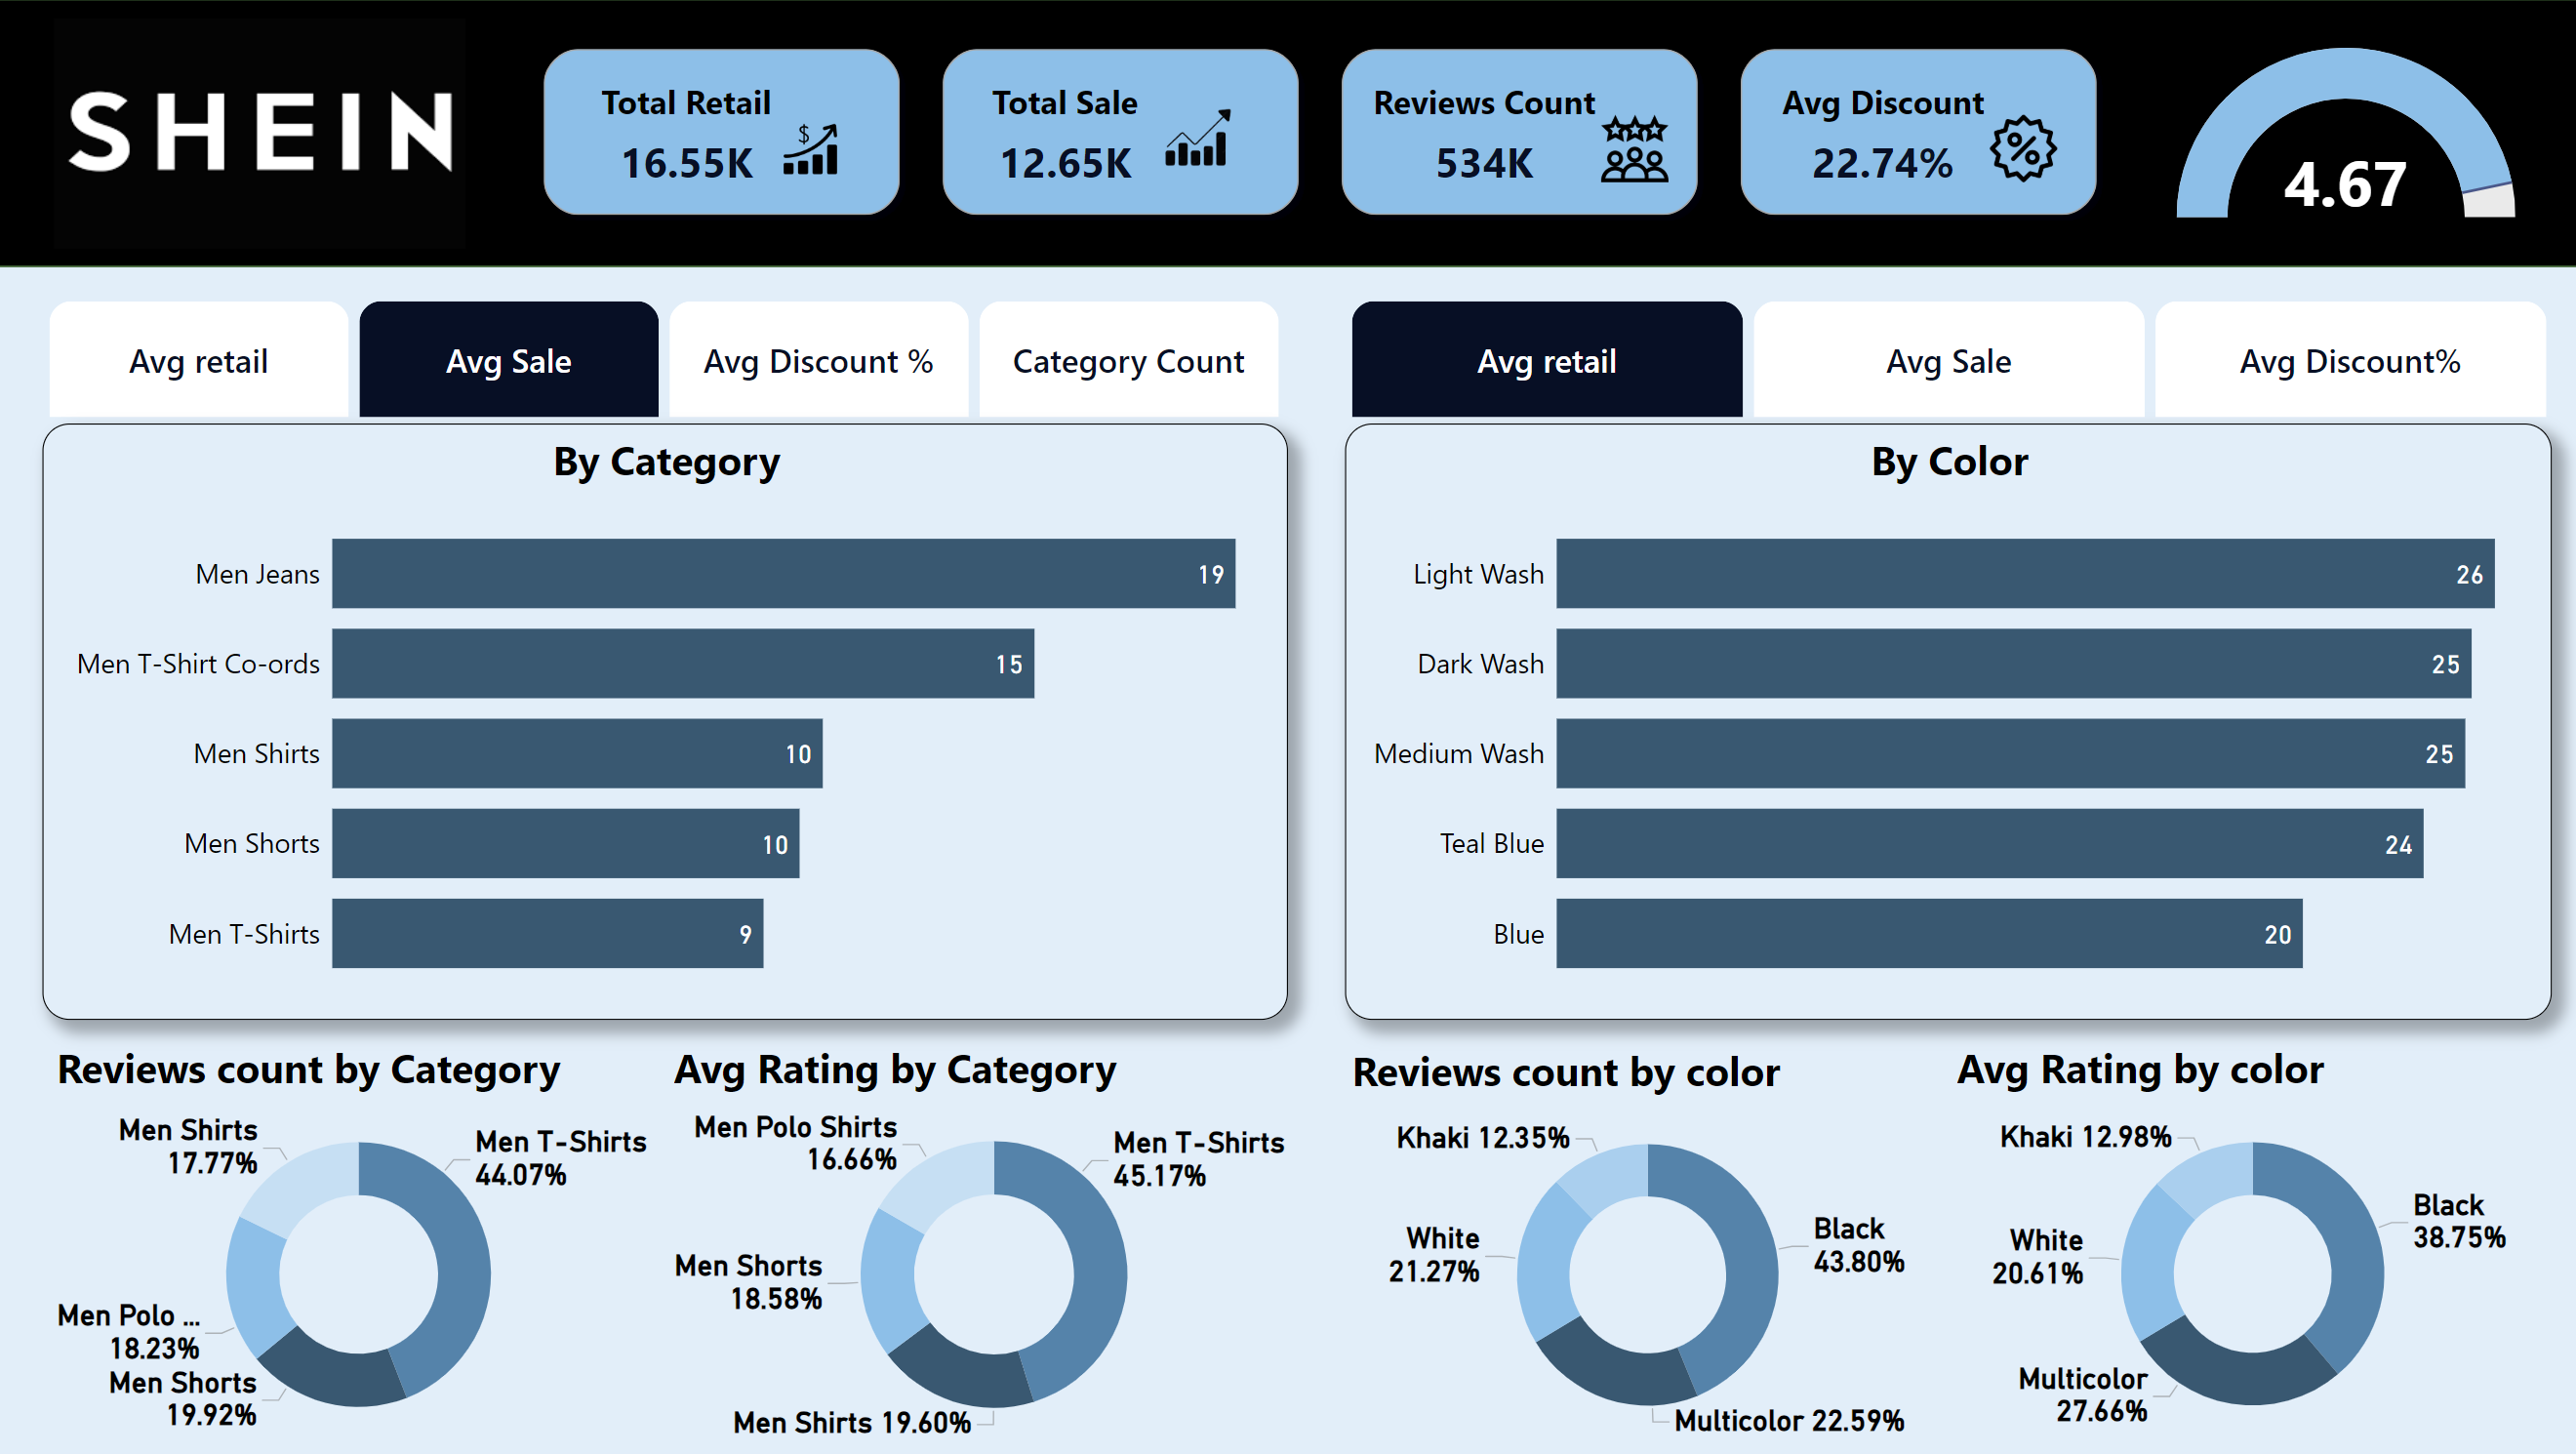 SHEIN
Total Retail
16.55K
$
Total Sale
12.65K
Reviews Count
534K
Avg Discount
22.74%
%
4.67
Avg retail
Avg Sale
Avg Discount %
Category Count
Avg retail
Avg Sale
Avg Discount%
By Category
Men Jeans
19
Men T-Shirt Co-ords
15
Men Shirts
10
Men Shorts
10
Men T-Shirts
9
By Color
Light Wash
26
Dark Wash
25
Medium Wash
25
Teal Blue
24
Blue
20
Reviews count by Category
Men Shirts
17.77%
Men T-Shirts
44.07%
Men Polo ...
18.23%
Men Shorts
19.92%
Avg Rating by Category
Men Polo Shirts
16.66%
Men T-Shirts
45.17%
Men Shorts
18.58%
Men Shirts 19.60%
Reviews count by color
Khaki 12.35%
White
21.27%
Black
43.80%
Multicolor 22.59%
Avg Rating by color
Khaki 12.98%
Black
38.75%
White
20.61%
Multicolor
27.66%